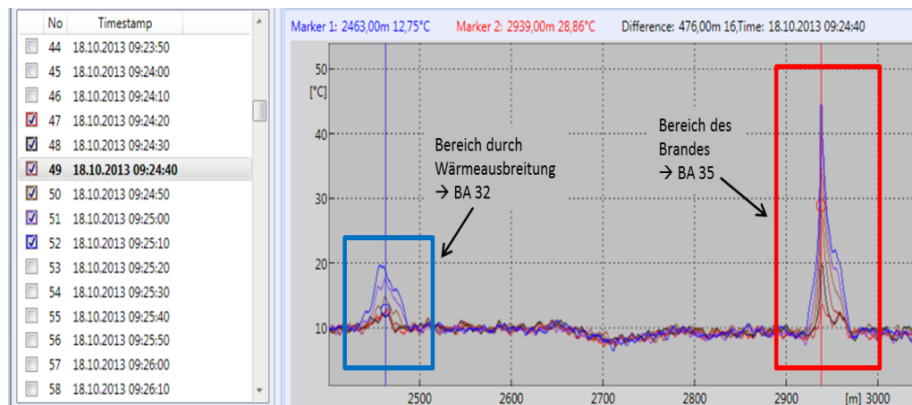 No Timestamp
44 18.10.2013 09:23:50
45 18.10.2013 09:24:00
46 18.10.2013 09:24:10
47 18.10.2013 09:24:20
48 18.10.2013 09:24:30
49 18.10.2013 09:24:40
50 18.10.2013 09:24:50
51 18.10.2013 09:25:00
52 18.10.2013 09:25:10
53 18.10.2013 09:25:20
54 18.10.2013 09:25:30
55 18.10.2013 09:25:40
56 18.10.2013 09:25:50
57 18.10.2013 09:26:00
58 18.10.2013 09:26:10
Marker 1: 2463,00m 12,75°C Marker 2: 2939,00m 28,86°C Difference: 476,00m 16,Time: 18.10.2013 09:24:40
50
[°C]
40
30
20
10
Bereich durch
Wärmeausbreitung
→ BA 32
Bereich des
Brandes
→ BA 35
2500 2600 2700 2800 2900 [m] 3000